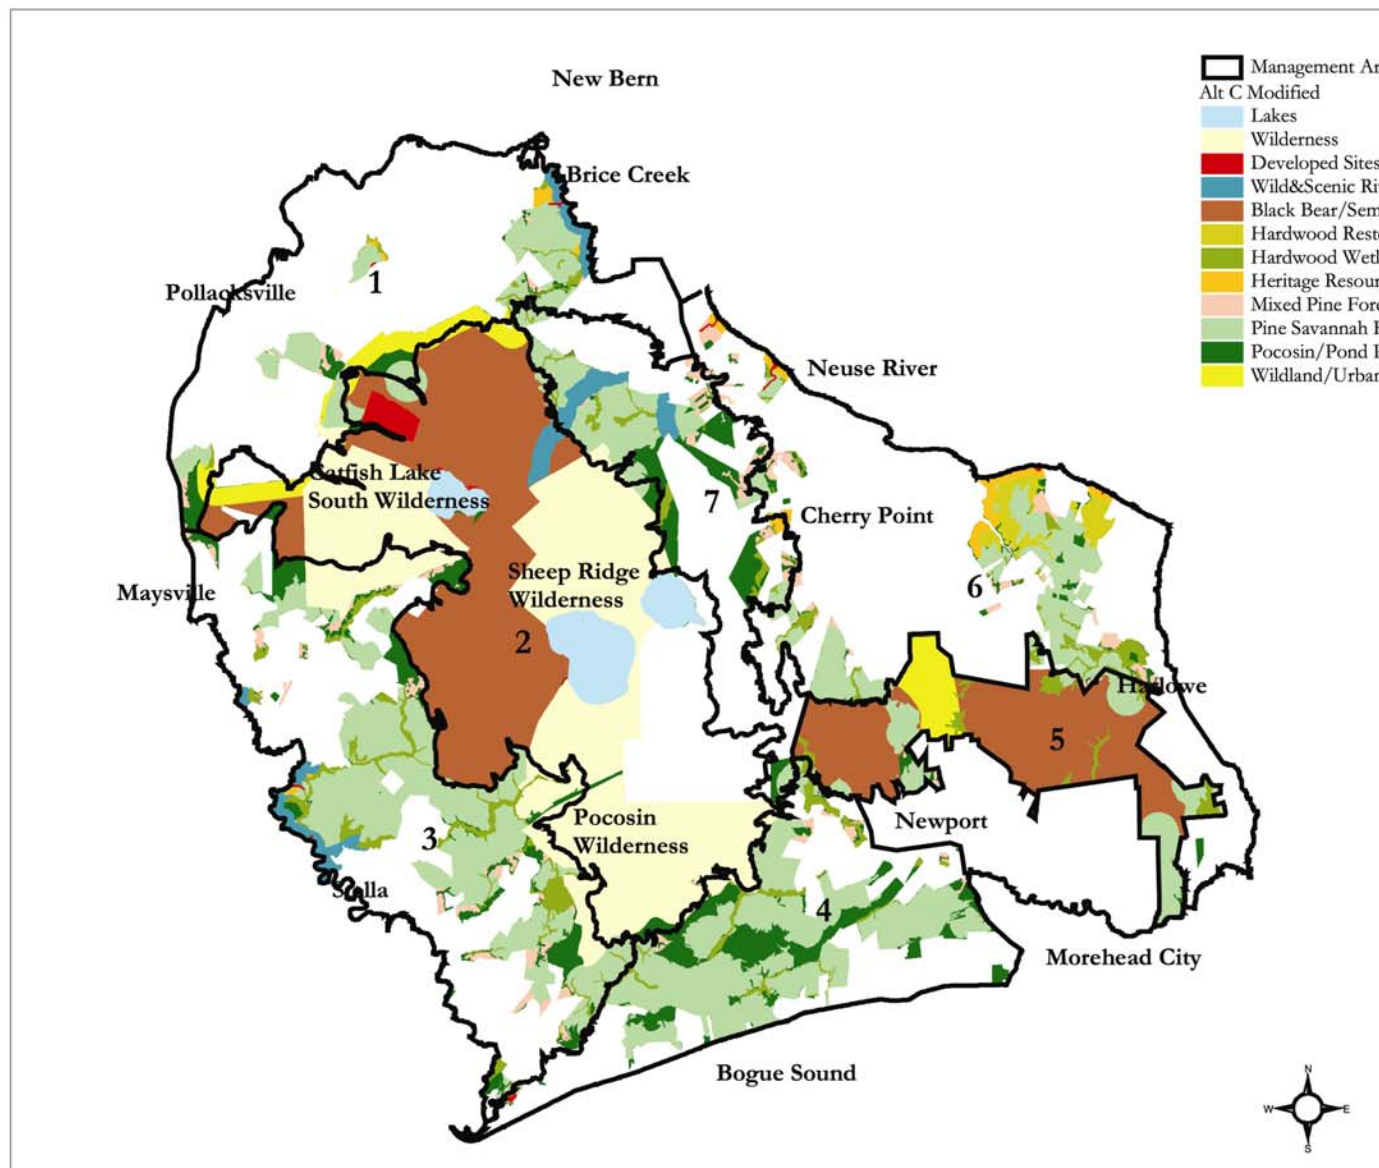 New Bern
Management Ar
Alt C Modified
Lakes
Wilderness
Developed Sites
Wild&Scenic Ri
Black Bear/Sem
Hardwood Rest
Hardwood Wetl
Heritage Resour
Mixed Pine Fore
Pine Savannah F
Pocosin/Pond P
Wildland/Urban
Brice Creek
1
Pollacksville
Neuse River
Catfish Lake
South Wilderness
7
Cherry Point
Sheep Ridge
Wilderness
6
Maysville
2
Harlowe
5
Pocosin
Wilderness
Newport
3
Stella
4
Morehead City
Bogue Sound
N
W
E
S